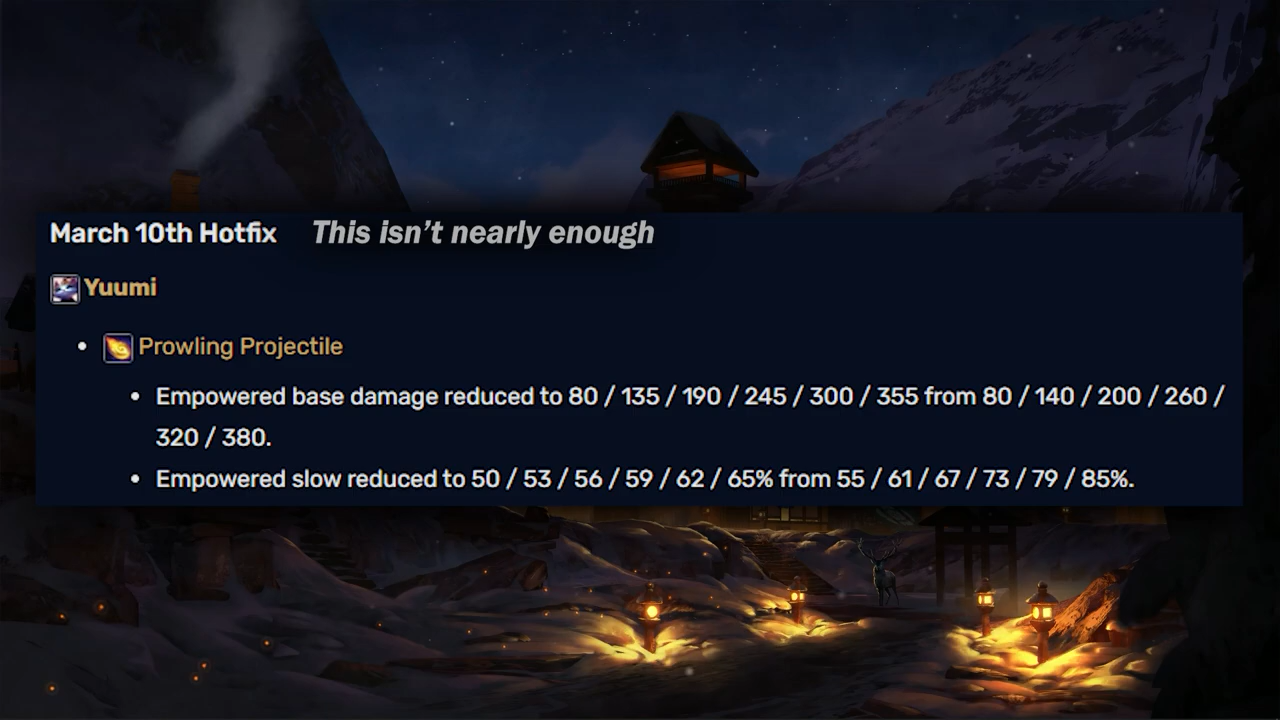 March 10th Hotfix This isn’t nearly enough
Yuumi
Prowling Projectile
Empowered base damage reduced to 80 / 135 / 190 / 245 / 300 / 355 from 80 / 140 / 200 / 260 /
320 / 380.
Empowered slow reduced to 50 / 53 / 56 / 59 / 62 / 65% from 55 / 61 / 67 / 73 / 79 / 85%.